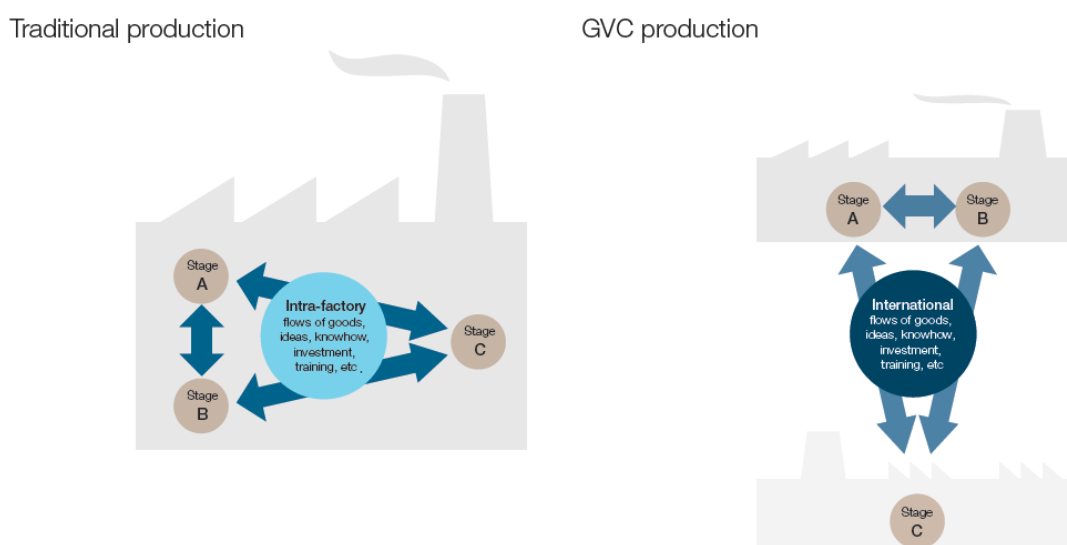 Traditional production
Stage
A
Intra-factory
flows of goods,
ideas, knowhow,
investment,
training, etc.
Stage
B
Stage
C
GVC production
Stage
A
Stage
B
International
flows of goods,
ideas, knowhow,
investment,
training, etc
Stage
C